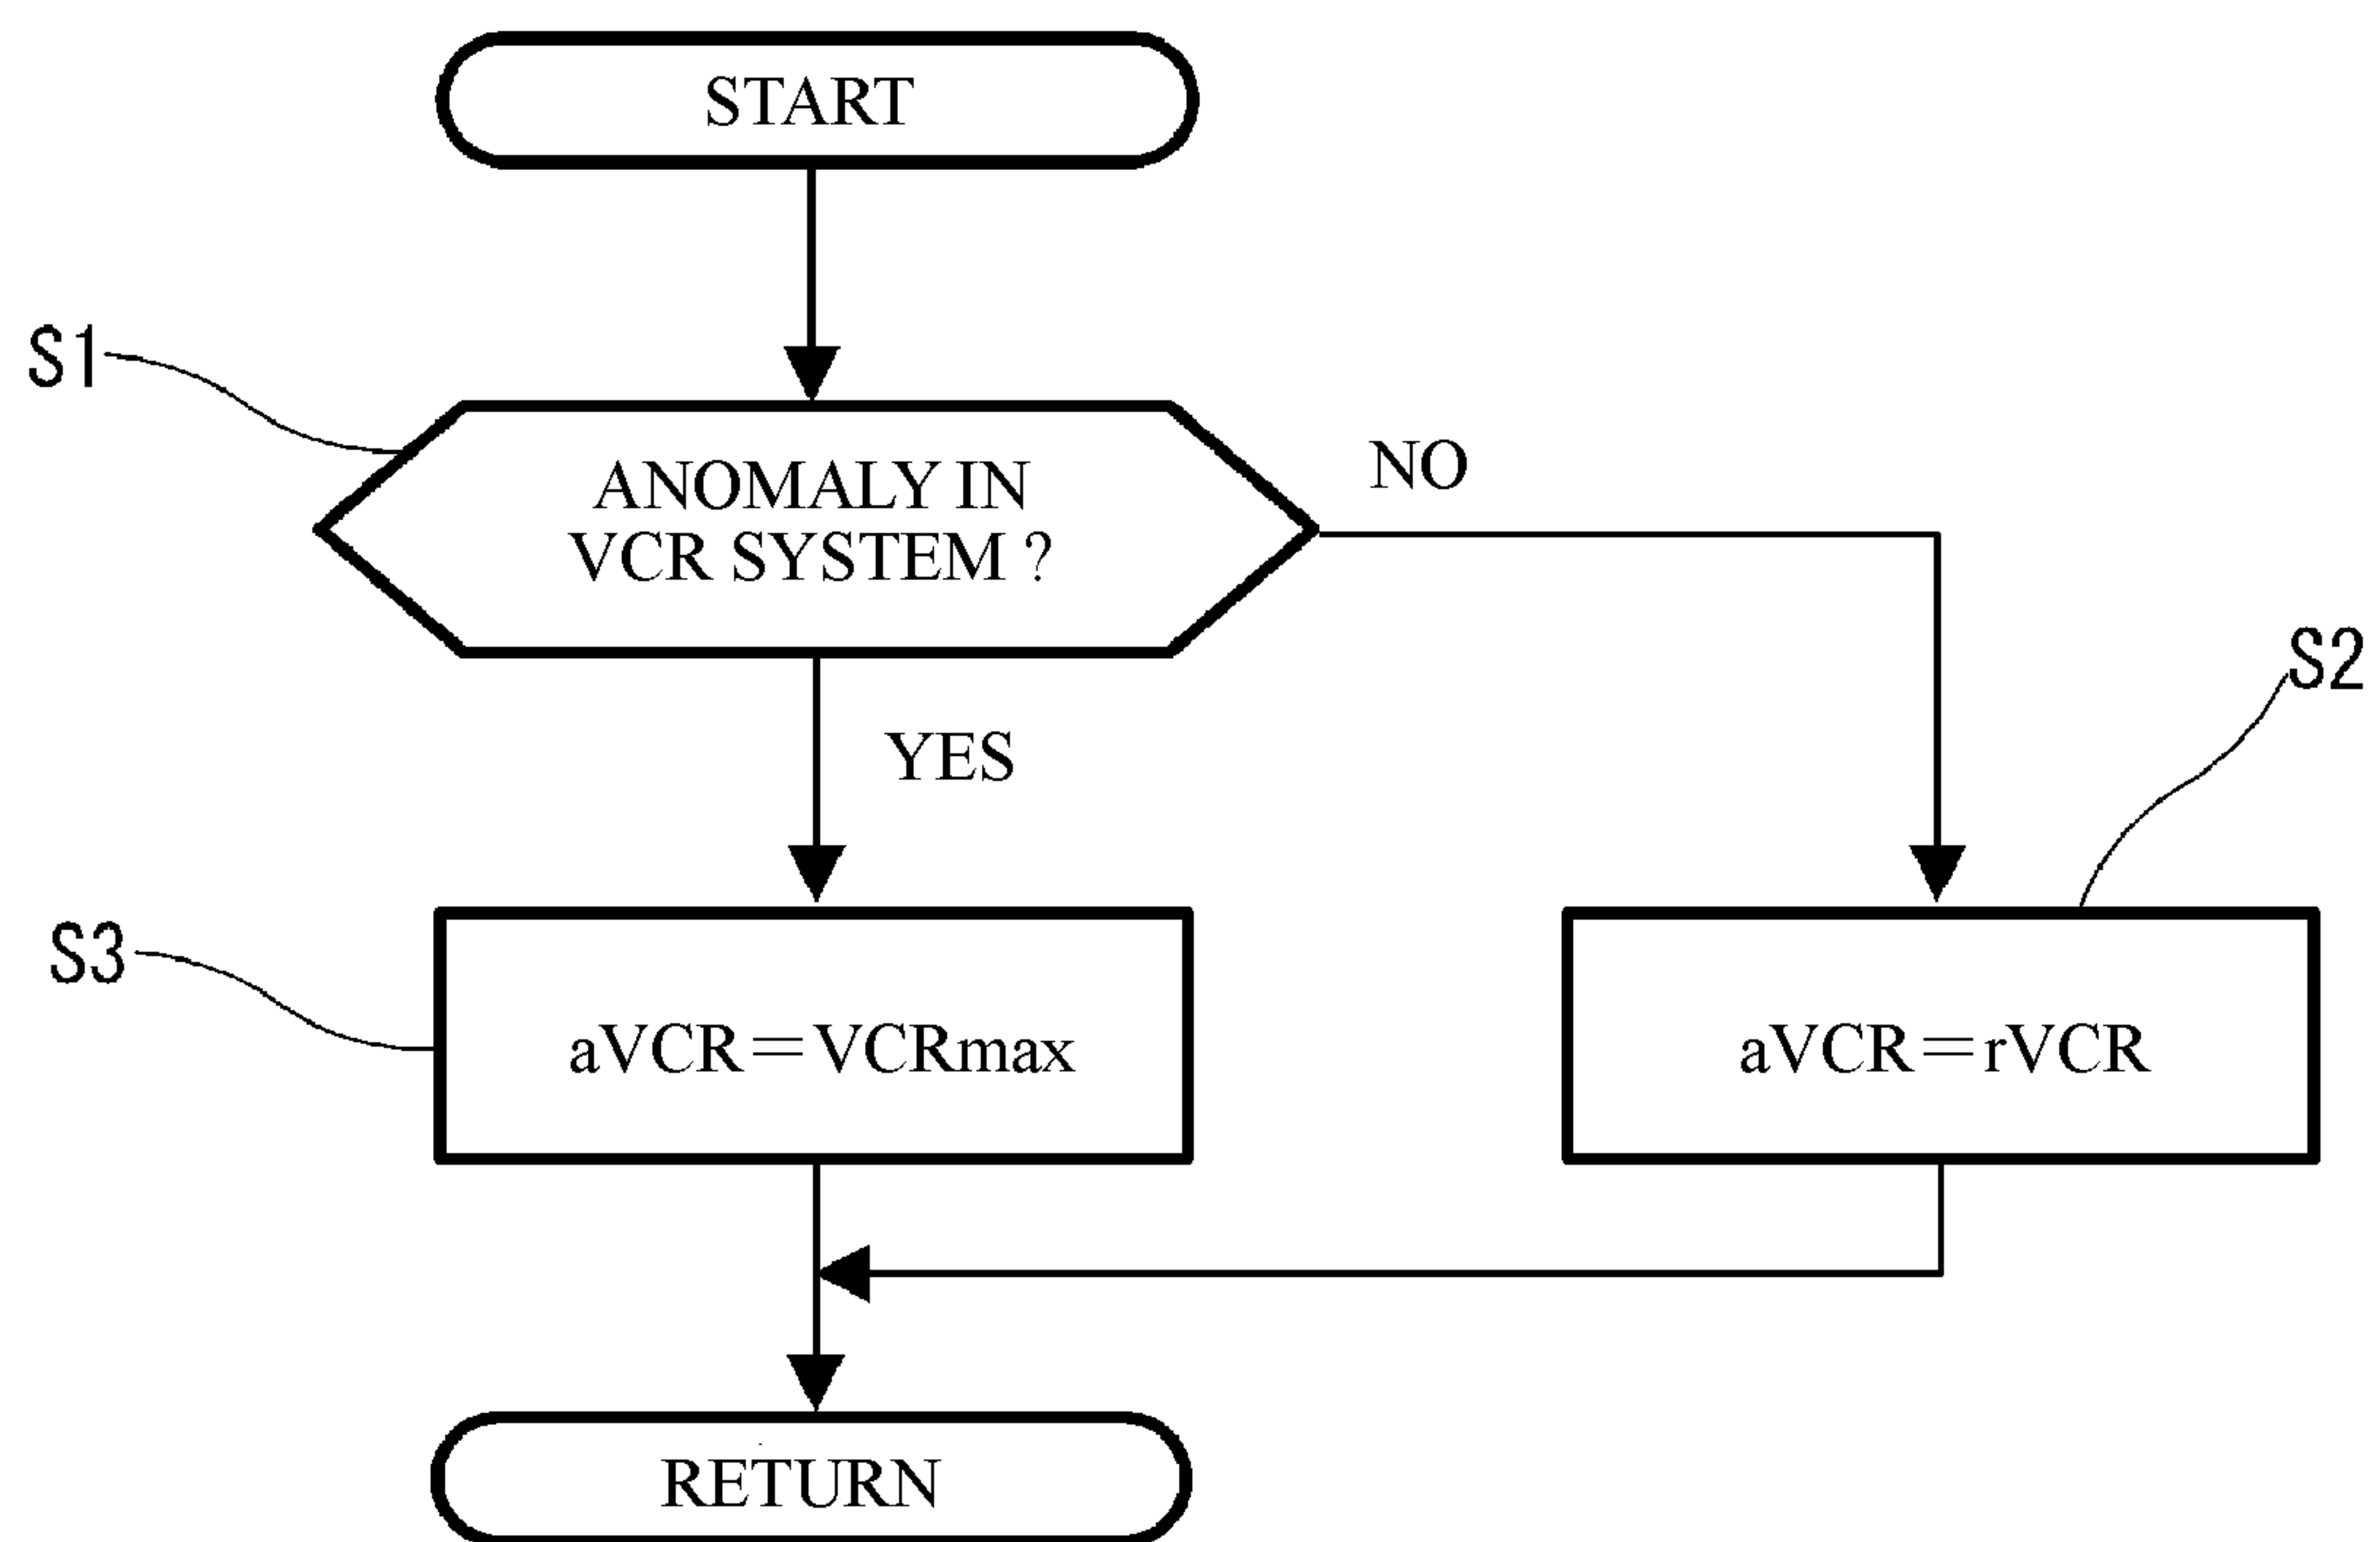 START
S1
ANOMALY IN
VCR SYSTEM ?
NO
S2
YES
S3
aVCR＝VCRmax
aVCR＝rVCR
RETURN